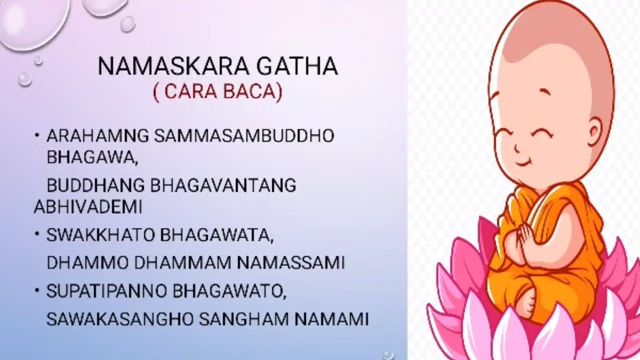 NAMASKARA GATHA
( CARA BACA)
• ARAHAMNG SAMMASAMBUDDHO
BHAGAWA,
BUDDHANG BHAGAVANTANG
ABHIVADEMI
• SWAKKHATO BHAGAWATA,
DHAMMO DHAMMAM NAMASSAMI
• SUPATIPANNO BHAGAWATO,
SAWAKASANGHO SANGHAM NAMAMI